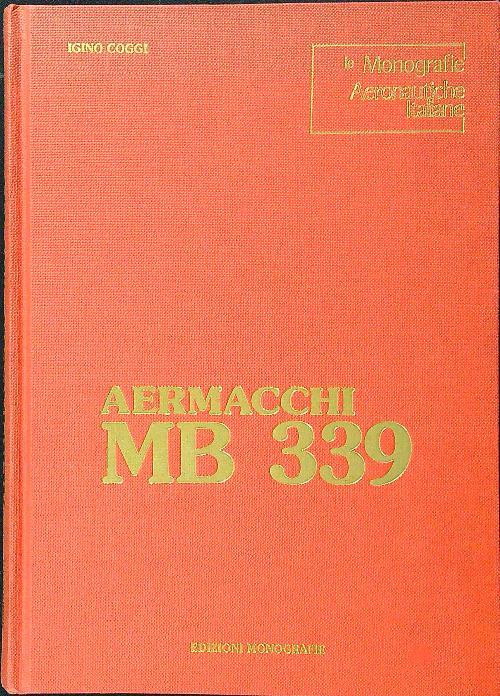 IGINO COGGI
le Monografie
Aeronautiche
Italiane
AERMACCHI
MB 339
EDIZIONI MONOGRAFIE